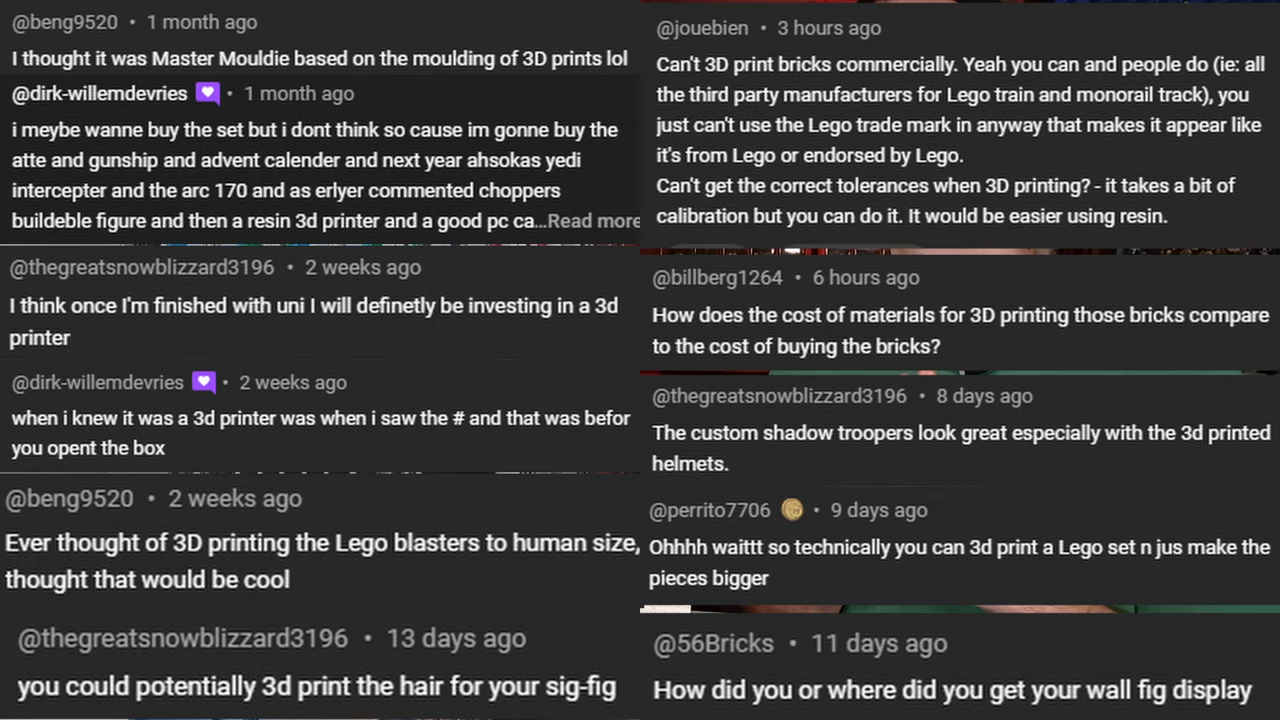 @beng9520 • 1 month ago
I thought it was Master Mouldie based on the moulding of 3D prints lol
@dirk-willemdevries • 1 month ago
i meybe wanne buy the set but i dont think so cause im gonne buy the
atte and gunship and advent calender and next year ahsokas yedi
intercepter and the arc 170 and as erlyer commented choppers
buildeble figure and then a resin 3d printer and a good pc ca...Read more
@thegreatsnowblizzard3196 • 2 weeks ago
I think once I'm finished with uni I will definetly be investing in a 3d
printer
@dirk-willemdevries • 2 weeks ago
when i knew it was a 3d printer was when i saw the # and that was befor
you opent the box
@beng9520 • 2 weeks ago
Ever thought of 3D printing the Lego blasters to human size,
thought that would be cool
@thegreatsnowblizzard3196 • 13 days ago
you could potentially 3d print the hair for your sig-fig
@jouebien • 3 hours ago
Can't 3D print bricks commercially. Yeah you can and people do (ie: all
the third party manufacturers for Lego train and monorail track), you
just can't use the Lego trade mark in anyway that makes it appear like
it's from Lego or endorsed by Lego.
Can't get the correct tolerances when 3D printing? - it takes a bit of
calibration but you can do it. It would be easier using resin.
@billberg1264 • 6 hours ago
How does the cost of materials for 3D printing those bricks compare
to the cost of buying the bricks?
@thegreatsnowblizzard3196 • 8 days ago
The custom shadow troopers look great especially with the 3d printed
helmets.
@perrito7706 • 9 days ago
Ohhhh waittt so technically you can 3d print a Lego set n jus make the
pieces bigger
@56Bricks • 11 days ago
How did you or where did you get your wall fig display